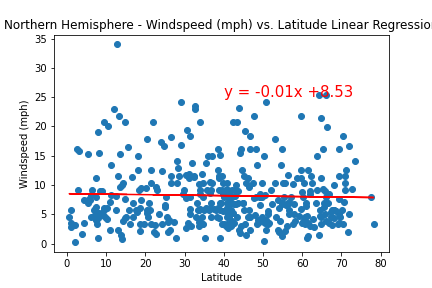 Northern Hemisphere - Windspeed (mph) vs. Latitude Linear Regression
35
30
25
20
15
10
5
0
Windspeed (mph)
y = -0.01x +8.53
0 10 20 30 40 50 60 70 80
Latitude